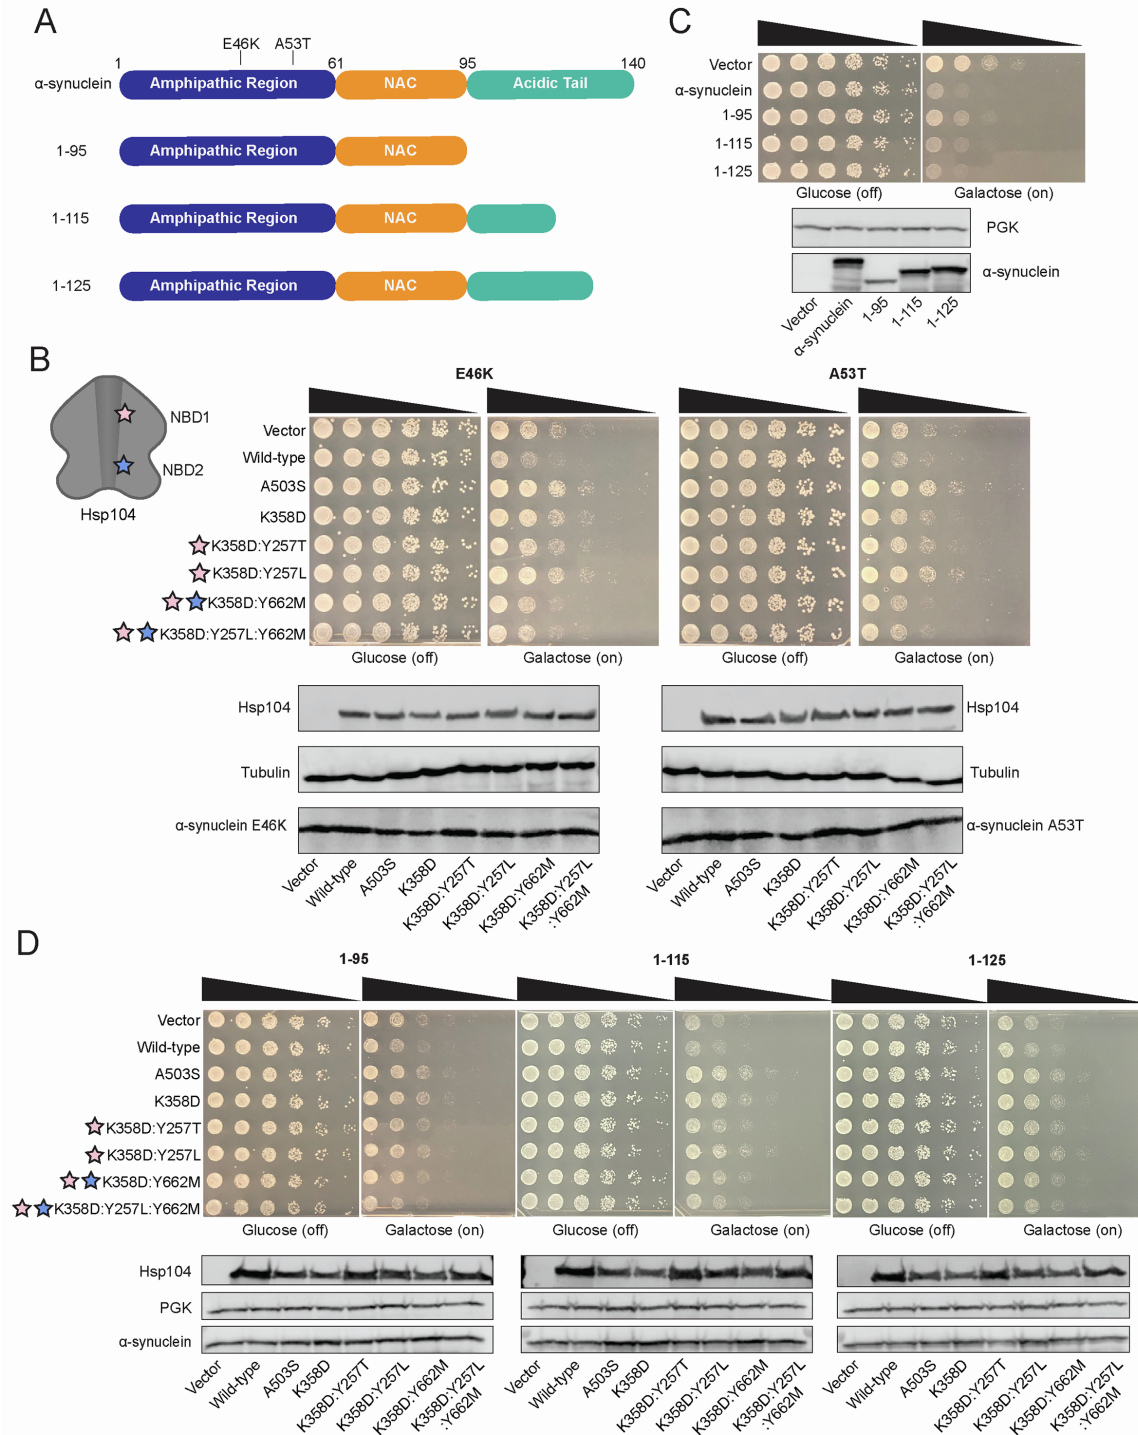 A
E46K A53T
1 61 95 140
α-synuclein Amphipathic Region NAC Acidic Tail
1-95 Amphipathic Region NAC
1-115 Amphipathic Region NAC
1-125 Amphipathic Region NAC
C
Vector
α-synuclein
1-95
1-115
1-125
Glucose (off) Galactose (on)
PGK
α-synuclein
Vector α-synuclein 1-95 1-115 1-125
B
NBD1
NBD2
Hsp104
E46K A53T
Vector
Wild-type
A503S
K358D
K358D:Y257T
K358D:Y257L
K358D:Y662M
K358D:Y257L:Y662M
Glucose (off) Galactose (on) Glucose (off) Galactose (on)
Hsp104 Hsp104
Tubulin Tubulin
α-synuclein E46K α-synuclein A53T
Vector Wild-type A503S K358D K358D:Y257T K358D:Y257L K358D:Y662M K358D:Y257L
:Y662M
Vector Wild-type A503S K358D K358D:Y257T K358D:Y257L K358D:Y662M K358D:Y257L
:Y662M
D
1-95 1-115 1-125
Vector
Wild-type
A503S
K358D
K358D:Y257T
K358D:Y257L
K358D:Y662M
K358D:Y257L:Y662M
Glucose (off) Galactose (on) Glucose (off) Galactose (on) Glucose (off) Galactose (on)
Hsp104
PGK
α-synuclein
Vector Wild-type A503S K358D K358D:Y257T K358D:Y257L K358D:Y662M K358D:Y257L
:Y662M
Vector Wild-type A503S K358D K358D:Y257T K358D:Y257L K358D:Y662M K358D:Y257L
:Y662M
Vector Wild-type A503S K358D K358D:Y257T K358D:Y257L K358D:Y662M K358D:Y257L
:Y662M